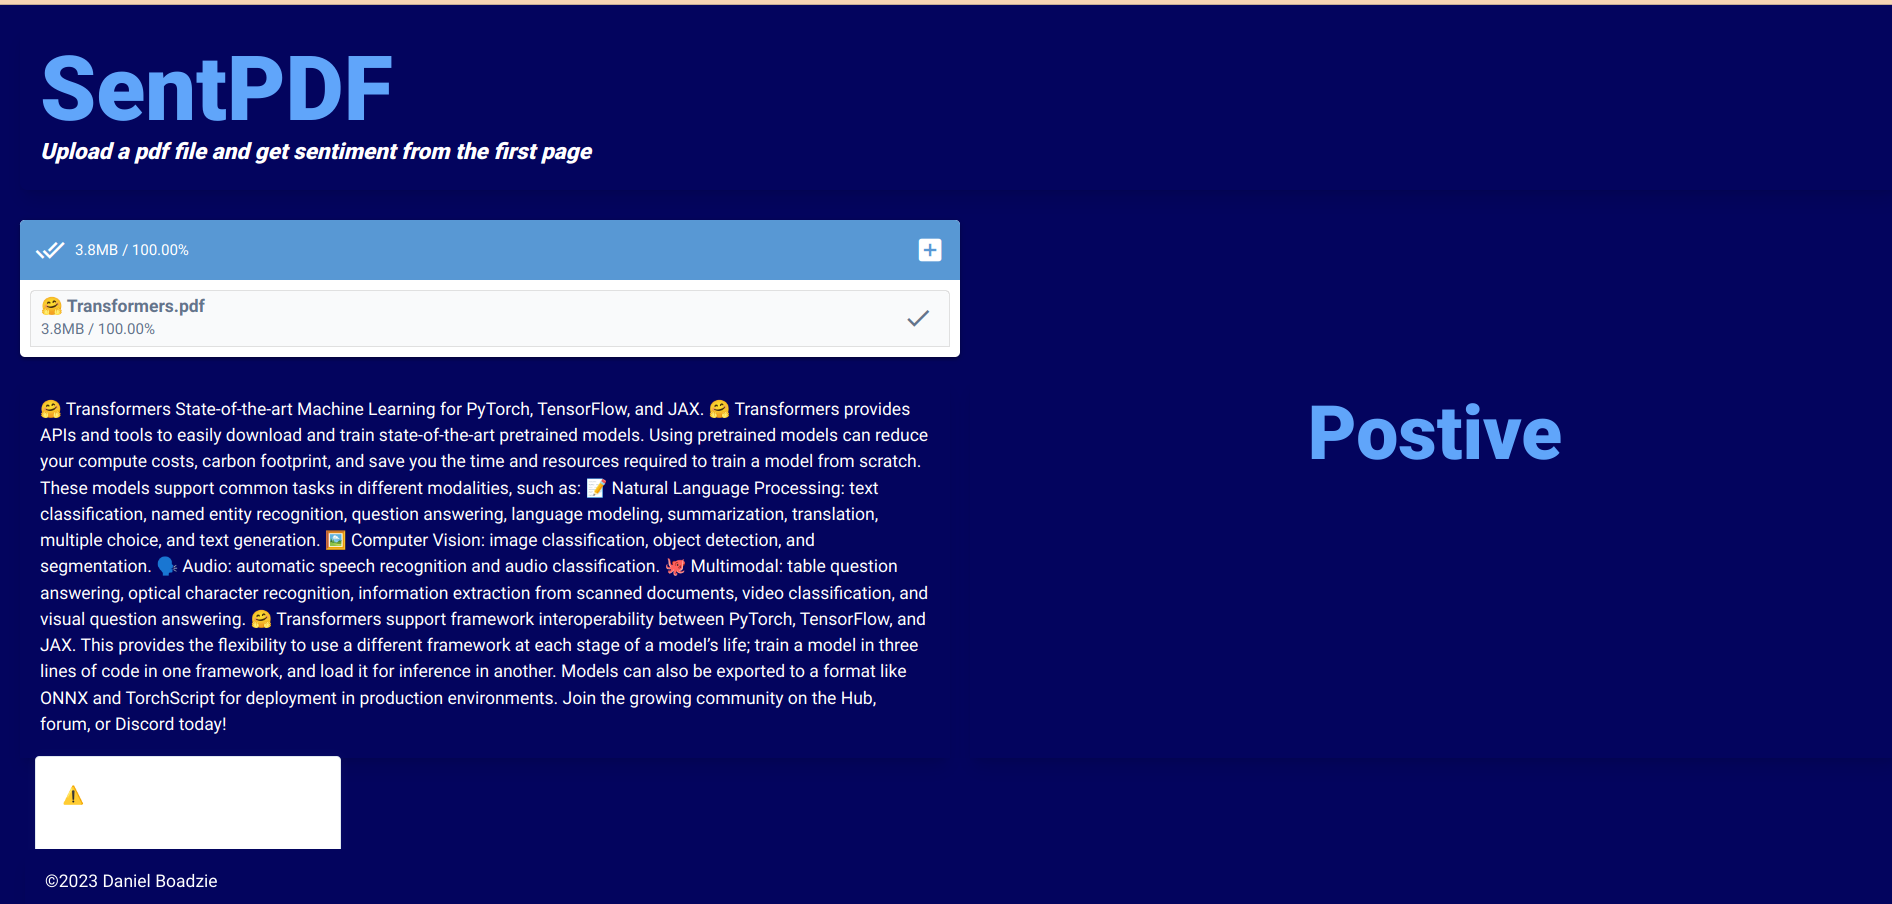 SentPDF
Upload a pdf file and get sentiment from the first page
3.8MB / 100.00%
🤗 Transformers.pdf
3.8MB / 100.00%
🤗 Transformers State-of-the-art Machine Learning for PyTorch, TensorFlow, and JAX. 🤗 Transformers provides
APIs and tools to easily download and train state-of-the-art pretrained models. Using pretrained models can reduce
your compute costs, carbon footprint, and save you the time and resources required to train a model from scratch.
These models support common tasks in different modalities, such as: 📝 Natural Language Processing: text
classification, named entity recognition, question answering, language modeling, summarization, translation,
multiple choice, and text generation. 🖼️ Computer Vision: image classification, object detection, and
segmentation. 🗣️ Audio: automatic speech recognition and audio classification. 🐙 Multimodal: table question
answering, optical character recognition, information extraction from scanned documents, video classification, and
visual question answering. 🤗 Transformers support framework interoperability between PyTorch, TensorFlow, and
JAX. This provides the flexibility to use a different framework at each stage of a model’s life; train a model in three
lines of code in one framework, and load it for inference in another. Models can also be exported to a format like
ONNX and TorchScript for deployment in production environments. Join the growing community on the Hub,
forum, or Discord today!
Postive
⚠️
©2023 Daniel Boadzie